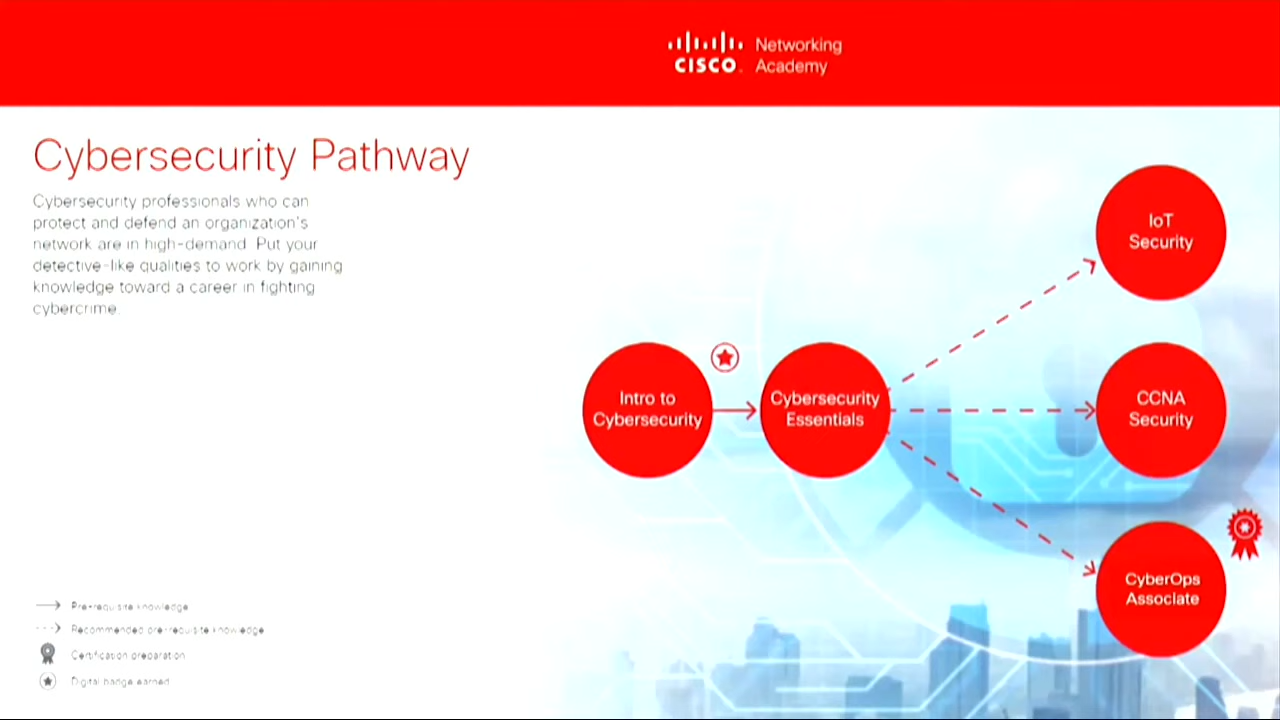 Networking
CISCO Academy
Cybersecurity Pathway
Cybersecurity professionals who can
protect and defend an organization's
network are in high-demand. Put your
detective-like qualities to work by gaining
knowledge toward a career in fighting
cybercrime.
IoT
Security
Intro to
Cybersecurity
Cybersecurity
Essentials
CCNA
Security
CyberOps
Associate
Pre-requisite knowledge
Recommended pre-requisite knowledge
Certification preparation
Digital badge earned